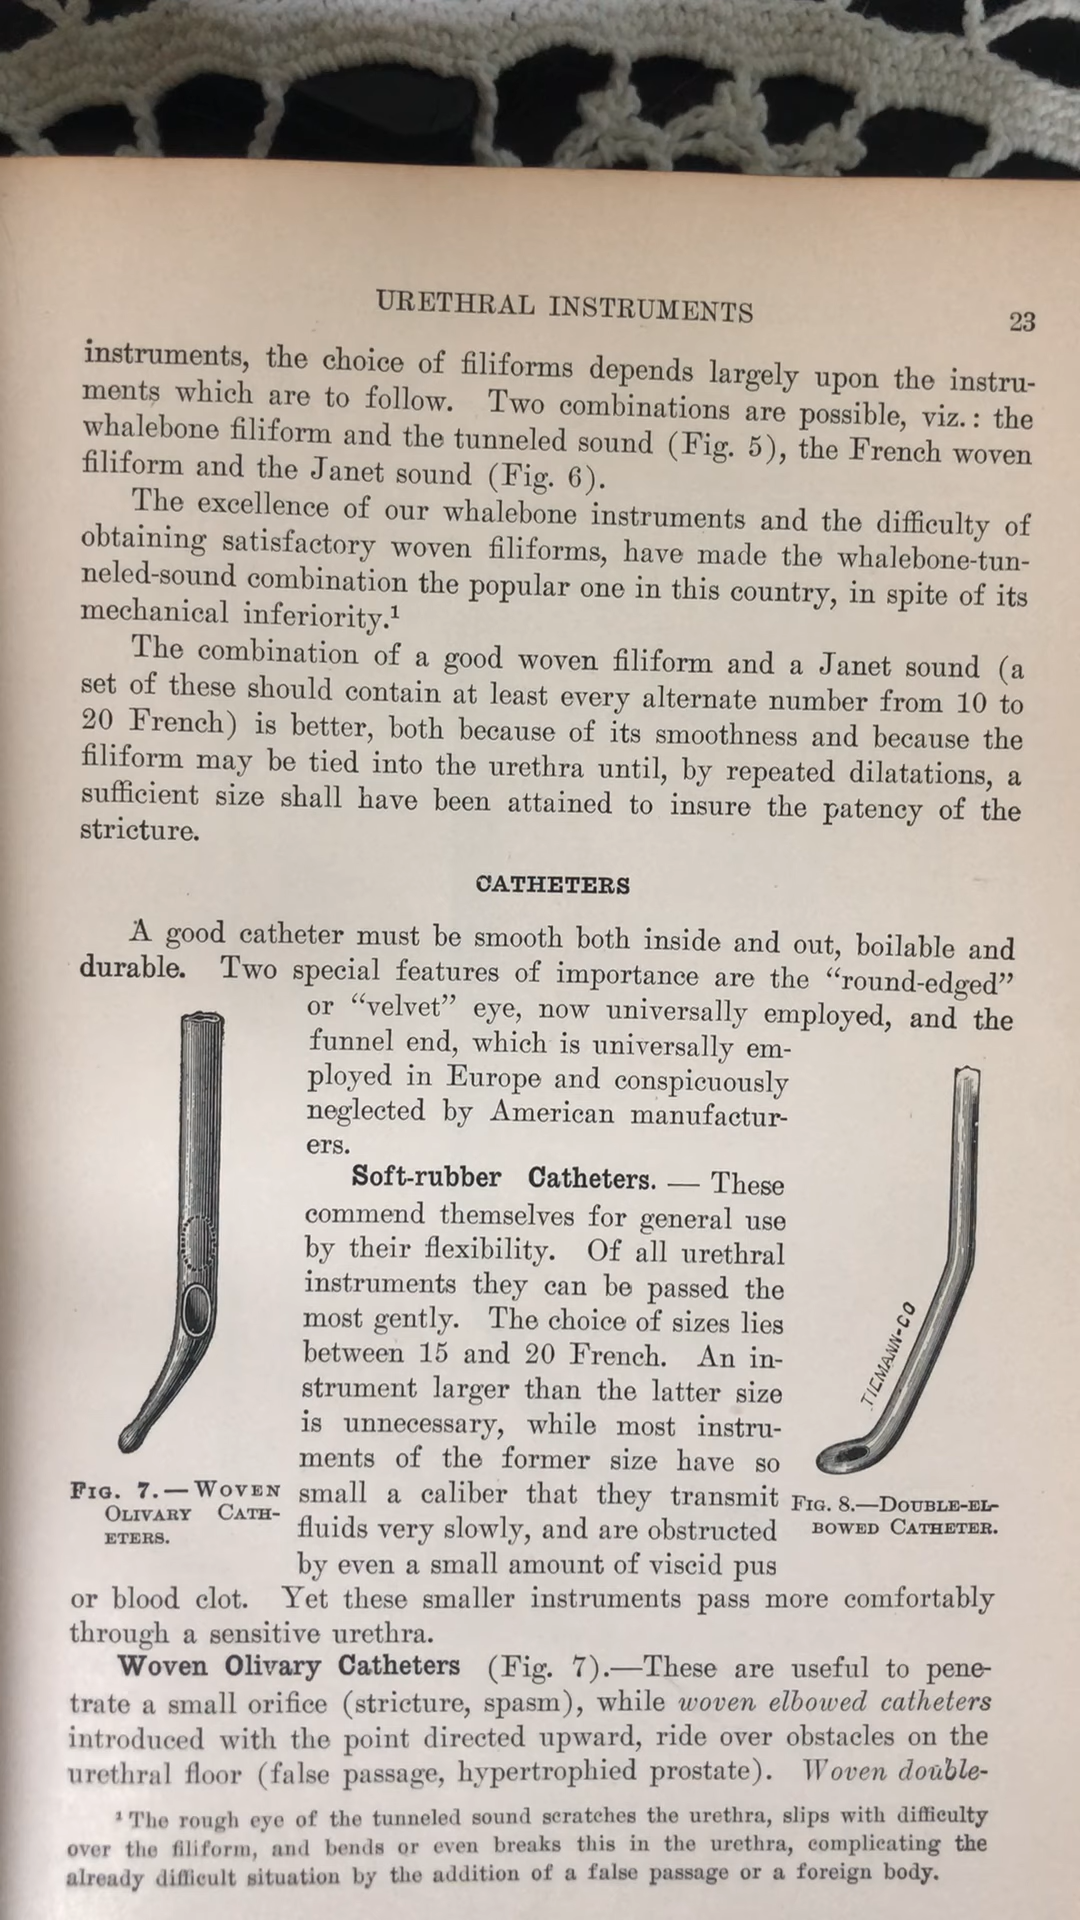 URETHRAL INSTRUMENTS
23
instruments, the choice of filiforms depends largely upon the instru-
ments which are to follow. Two combinations are possible, viz.: the
whalebone filiform and the tunneled sound (Fig. 5), the French woven
filiform and the Janet sound (Fig. 6).
The excellence of our whalebone instruments and the difficulty of
obtaining satisfactory woven filiforms, have made the whalebone-tun-
neled-sound combination the popular one in this country, in spite of its
mechanical inferiority.¹
The combination of a good woven filiform and a Janet sound (a
set of these should contain at least every alternate number from 10 to
20 French) is better, both because of its smoothness and because the
filiform may be tied into the urethra until, by repeated dilatations, a
sufficient size shall have been attained to insure the patency of the
stricture.
CATHETERS
A good catheter must be smooth both inside and out, boilable and
durable. Two special features of importance are the “round-edged”
or “velvet” eye, now universally employed, and the
funnel end, which is universally em-
ployed in Europe and conspicuously
neglected by American manufactur-
ers.
Soft-rubber Catheters. — These
commend themselves for general use
by their flexibility. Of all urethral
instruments they can be passed the
most gently. The choice of sizes lies
between 15 and 20 French. An in-
strument larger than the latter size
is unnecessary, while most instru-
ments of the former size have so
small a caliber that they transmit
fluids very slowly, and are obstructed
by even a small amount of viscid pus
or blood clot. Yet these smaller instruments pass more comfortably
through a sensitive urethra.
FIG. 7.—WOVEN
OLIVARY CATH-
ETERS.
TIEMANN-CO
FIG. 8.—DOUBLE-EL-
BOWED CATHETER.
Woven Olivary Catheters (Fig. 7).—These are useful to pene-
trate a small orifice (stricture, spasm), while woven elbowed catheters
introduced with the point directed upward, ride over obstacles on the
urethral floor (false passage, hypertrophied prostate). Woven double-
¹ The rough eye of the tunneled sound scratches the urethra, slips with difficulty
over the filiform, and bends or even breaks this in the urethra, complicating the
already difficult situation by the addition of a false passage or a foreign body.